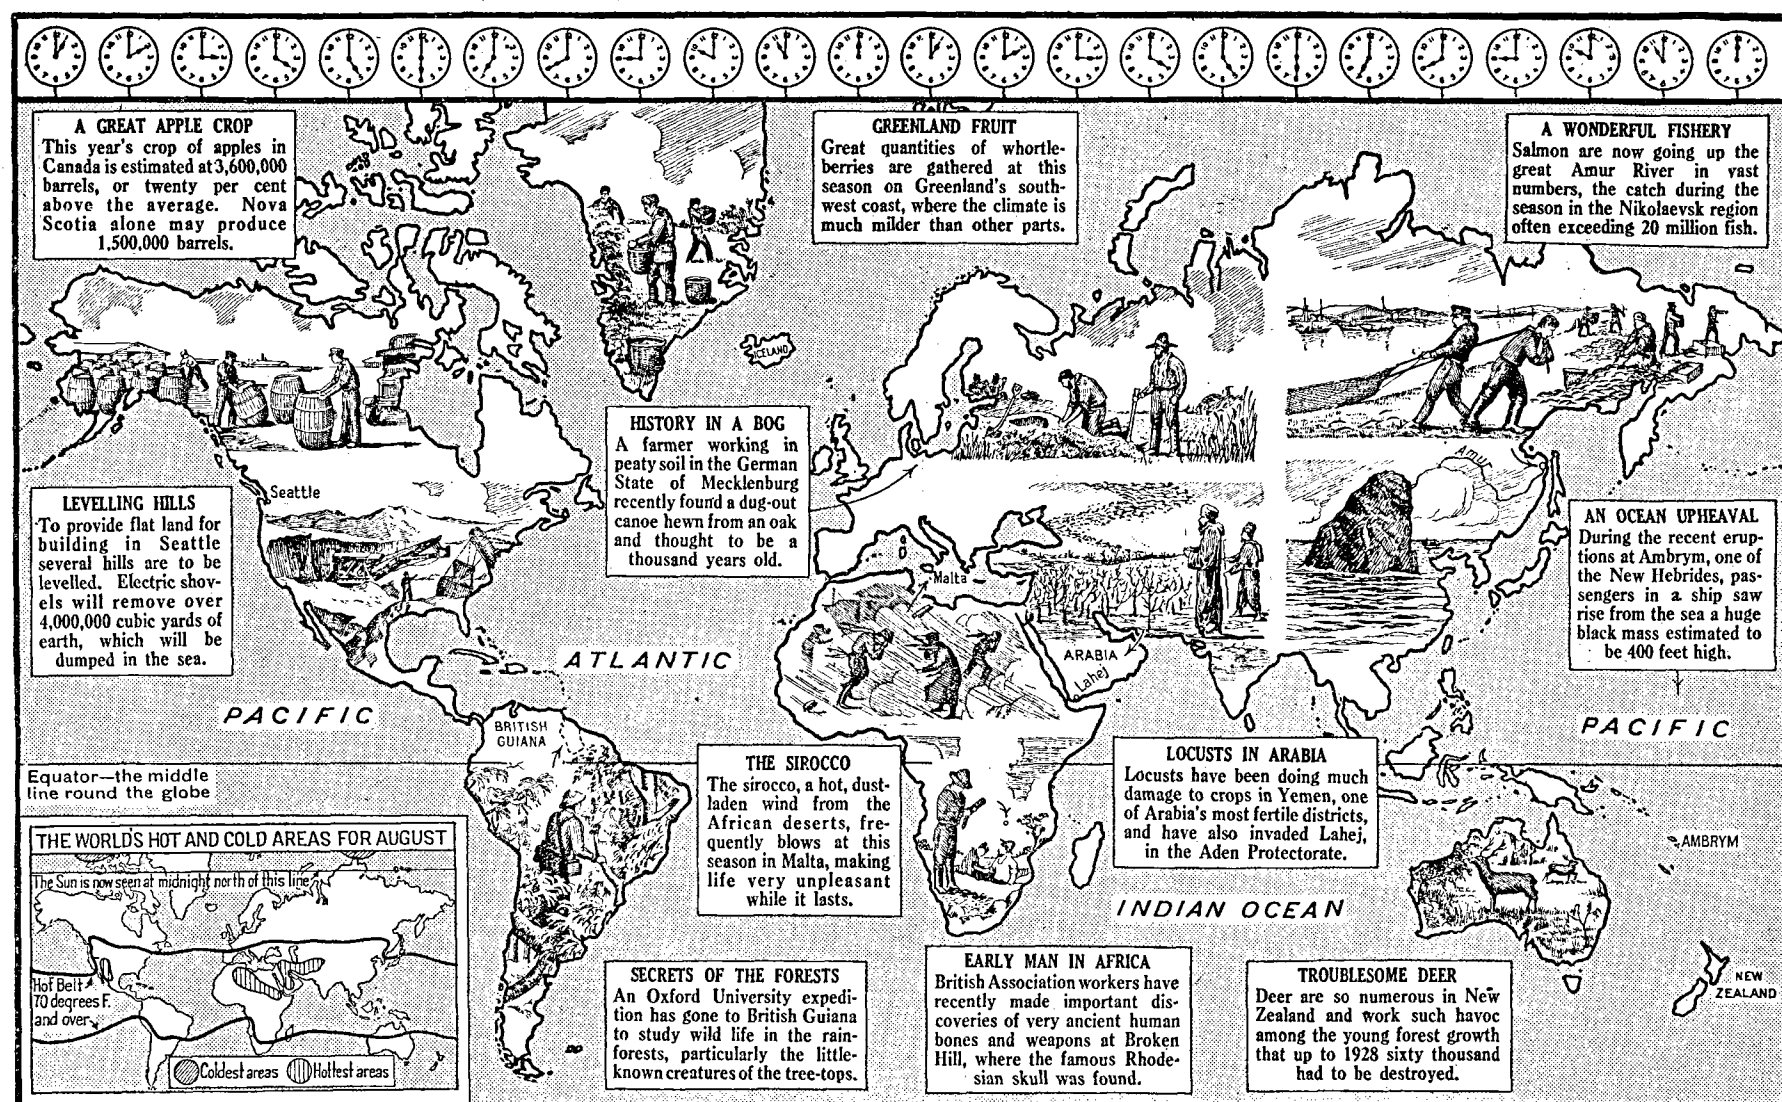 A GREAT APPLE CROP
This year's crop of apples in
Canada is estimated at 3,600,000
barrels, or twenty per cent
above the average. Nova
Scotia alone may produce
1,500,000 barrels.
GREENLAND FRUIT
Great quantities of whortle-
berries are gathered at this
season on Greenland's south-
west coast, where the climate is
much milder than other parts.
A WONDERFUL FISHERY
Salmon are now going up the
great Amur River in vast
numbers, the catch during the
season in the Nikolaevsk region
often exceeding 20 million fish.
ICELAND
HISTORY IN A BOG
A farmer working in
peaty soil in the German
State of Mecklenburg
recently found a dug-out
canoe hewn from an oak
and thought to be a
thousand years old.
Amur
Seattle
LEVELLING HILLS
To provide flat land for
building in Seattle
several hills are to be
levelled. Electric shov-
els will remove over
4,000,000 cubic yards of
earth, which will be
dumped in the sea.
AN OCEAN UPHEAVAL
During the recent erup-
tions at Ambrym, one of
the New Hebrides, pas-
sengers in a ship saw
rise from the sea a huge
black mass estimated to
be 400 feet high.
Malta
ATLANTIC
ARABIA
Lahej
PACIFIC
BRITISH
GUIANA
PACIFIC
Equator—the middle
line round the globe
THE SIROCCO
The sirocco, a hot, dust-
laden wind from the
African deserts, fre-
quently blows at this
season in Malta, making
life very unpleasant
while it lasts.
LOCUSTS IN ARABIA
Locusts have been doing much
damage to crops in Yemen, one
of Arabia's most fertile districts,
and have also invaded Lahej,
in the Aden Protectorate.
AMBRYM
INDIAN OCEAN
THE WORLD'S HOT AND COLD AREAS FOR AUGUST
The Sun is now seen at midnight north of this line
Hot Belt
70 degrees F.
and over
Coldest areas
Hottest areas
SECRETS OF THE FORESTS
An Oxford University expedi-
tion has gone to British Guiana
to study wild life in the rain-
forests, particularly the little-
known creatures of the tree-tops.
EARLY MAN IN AFRICA
British Association workers have
recently made important dis-
coveries of very ancient human
bones and weapons at Broken
Hill, where the famous Rhode-
sian skull was found.
TROUBLESOME DEER
Deer are so numerous in New
Zealand and work such havoc
among the young forest growth
that up to 1928 sixty thousand
had to be destroyed.
NEW
ZEALAND